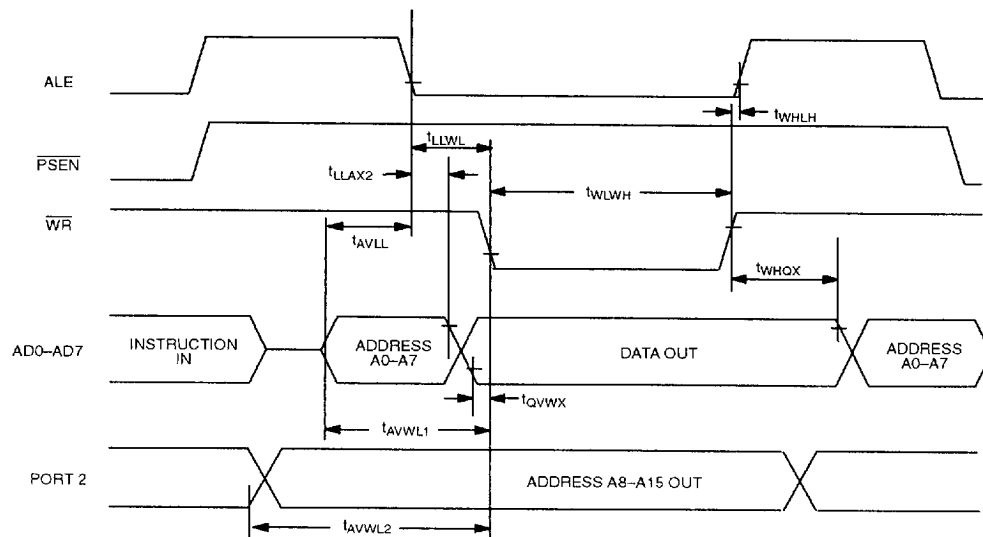 ALE
tWHLH
PSEN
tLLWL
tLLAX2
tWLWH
WR
tAVLL
tWHQX
AD0–AD7
INSTRUCTION
IN
ADDRESS
A0–A7
DATA OUT
ADDRESS
A0–A7
tQVWX
tAVWL1
PORT 2
ADDRESS A8–A15 OUT
tAVWL2